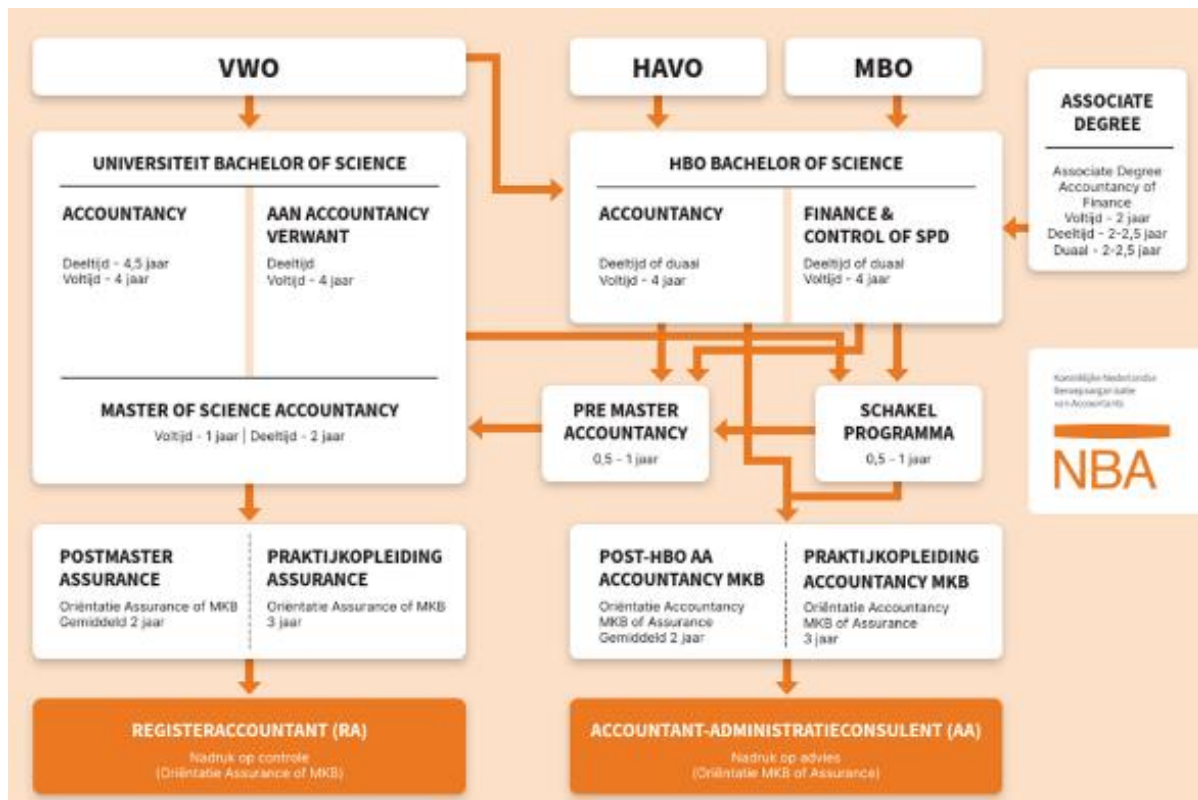 VWO
HAVO
MBO
ASSOCIATE
DEGREE
Associate Degree
Accountancy of
Finance
Voltijd - 2 jaar
Deeltijd - 2-2,5 jaar
Duaal - 2-2,5 jaar
UNIVERSITEIT BACHELOR OF SCIENCE
ACCOUNTANCY
Deeltijd - 4,5 jaar
Voltijd - 4 jaar
AAN ACCOUNTANCY
VERWANT
Deeltijd
Voltijd - 4 jaar
MASTER OF SCIENCE ACCOUNTANCY
Voltijd - 1 jaar | Deeltijd - 2 jaar
HBO BACHELOR OF SCIENCE
ACCOUNTANCY
Deeltijd of duaal
Voltijd - 4 jaar
FINANCE &
CONTROL OF SPD
Deeltijd of duaal
Voltijd - 4 jaar
PRE MASTER
ACCOUNTANCY
0,5 - 1 jaar
SCHAKEL
PROGRAMMA
0,5 - 1 jaar
Koninklijke Nederlandse
Beroepsorganisatie
van Accountants
NBA
POSTMASTER
ASSURANCE
Oriëntatie Assurance of MKB
Gemiddeld 2 jaar
PRAKTIJKOPLEIDING
ASSURANCE
Oriëntatie Assurance of MKB
3 jaar
POST-HBO AA
ACCOUNTANCY MKB
Oriëntatie Accountancy
MKB of Assurance
Gemiddeld 2 jaar
PRAKTIJKOPLEIDING
ACCOUNTANCY MKB
Oriëntatie Accountancy
MKB of Assurance
3 jaar
REGISTERACCOUNTANT (RA)
Nadruk op controle
(Oriëntatie Assurance of MKB)
ACCOUNTANT-ADMINISTRATIECONSULENT (AA)
Nadruk op advies
(Oriëntatie MKB of Assurance)